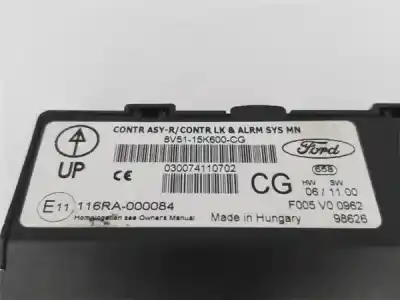 CONTR ASY-R/CONTR LK & ALRM SYS MN
8V51-15K600-CG
Ford
UP
CE
030074110702
CG
658
HW SW
06 / 11 00
E11 116RA-000084
F005 V0 0962
Homologation see Owners Manual
Made in Hungary
98626